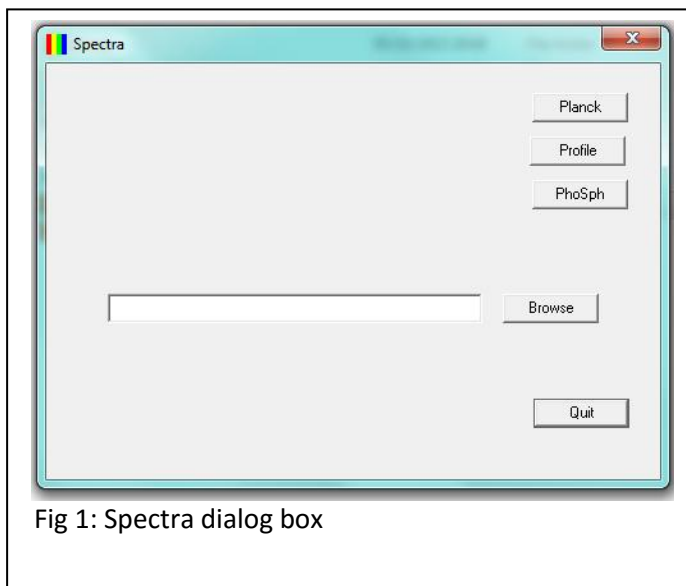 Spectra
Planck
Profile
PhoSph
Browse
Quit
Fig 1: Spectra dialog box